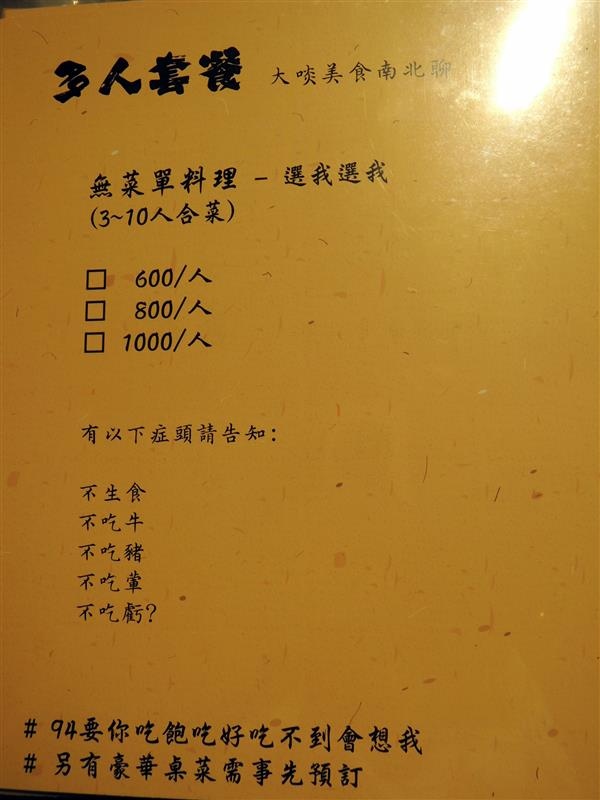 多人套餐 大啖美食南北聊
無菜單料理 - 選我選我
(3~10人合菜)
□ 600/人
□ 800/人
□ 1000/人
有以下症頭請告知:
不生食
不吃牛
不吃豬
不吃葷
不吃虧?
# 94要你吃飽吃好吃不到會想我
# 另有豪華桌菜需事先預訂